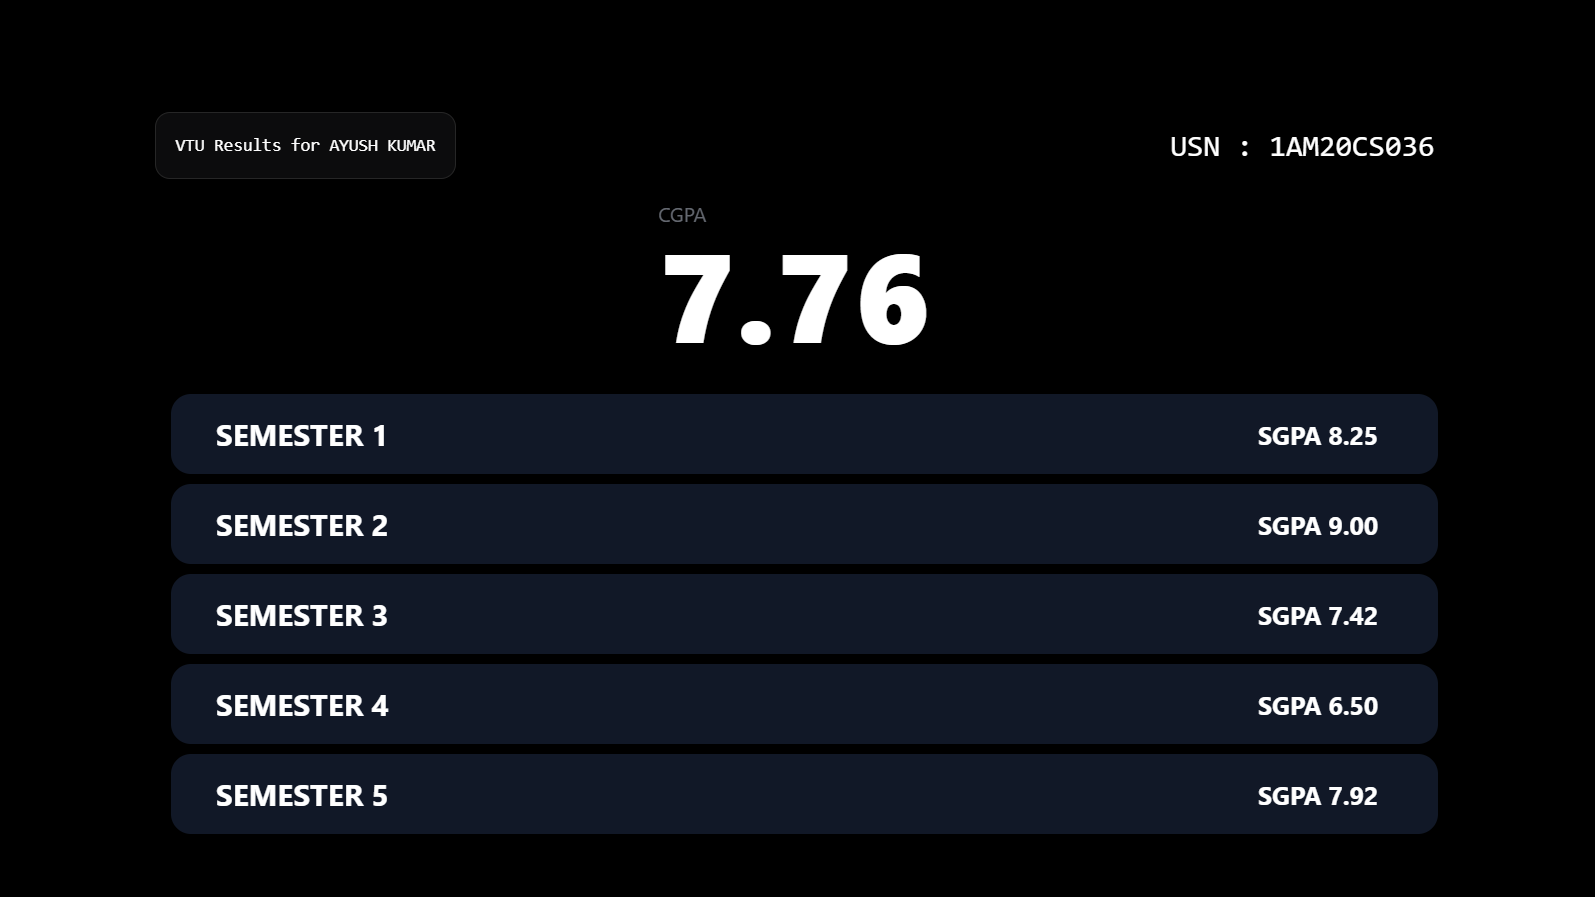 VTU Results for AYUSH KUMAR
USN : 1AM20CS036
CGPA
7.76
SEMESTER 1 SGPA 8.25
SEMESTER 2 SGPA 9.00
SEMESTER 3 SGPA 7.42
SEMESTER 4 SGPA 6.50
SEMESTER 5 SGPA 7.92